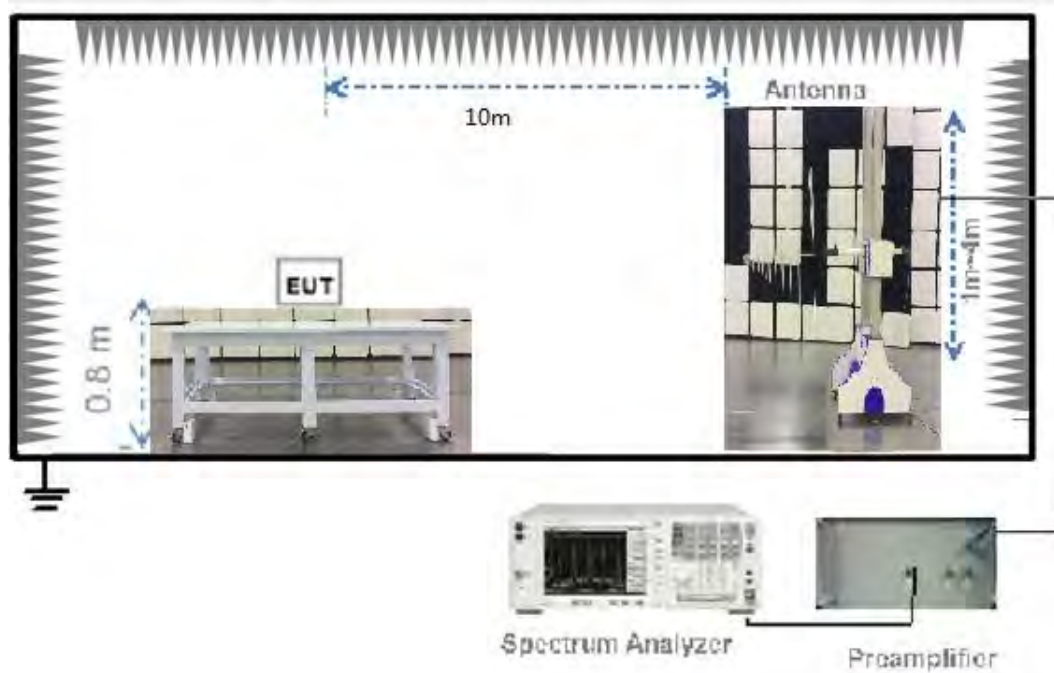 Antenna
10m
1m~4m
EUT
0.8 m
Spectrum Analyzer
Preamplifier